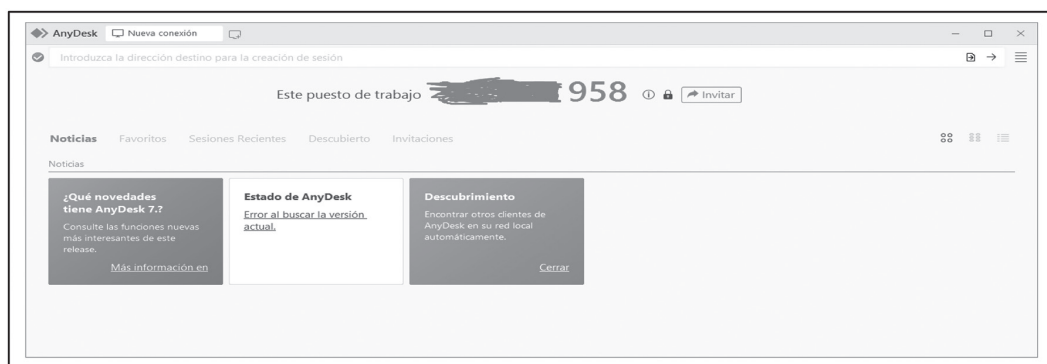 AnyDesk Nueva conexión
Introduzca la dirección destino para la creación de sesión
Este puesto de trabajo 958 Invitar
Noticias Favoritos Sesiones Recientes Descubierto Invitaciones
Noticias
¿Qué novedades
tiene AnyDesk 7.?
Consulte las funciones nuevas
más interesantes de este
release.
Más información en
Estado de AnyDesk
Error al buscar la versión
actual.
Descubrimiento
Encontrar otros clientes de
AnyDesk en su red local
automáticamente.
Cerrar